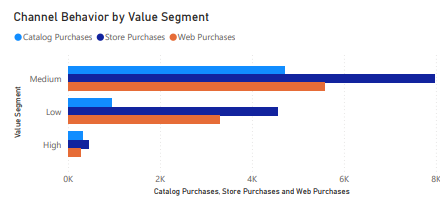 Channel Behavior by Value Segment
Catalog Purchases Store Purchases Web Purchases
Value Segment
Medium
Low
High
0K 2K 4K 6K 8K
Catalog Purchases, Store Purchases and Web Purchases